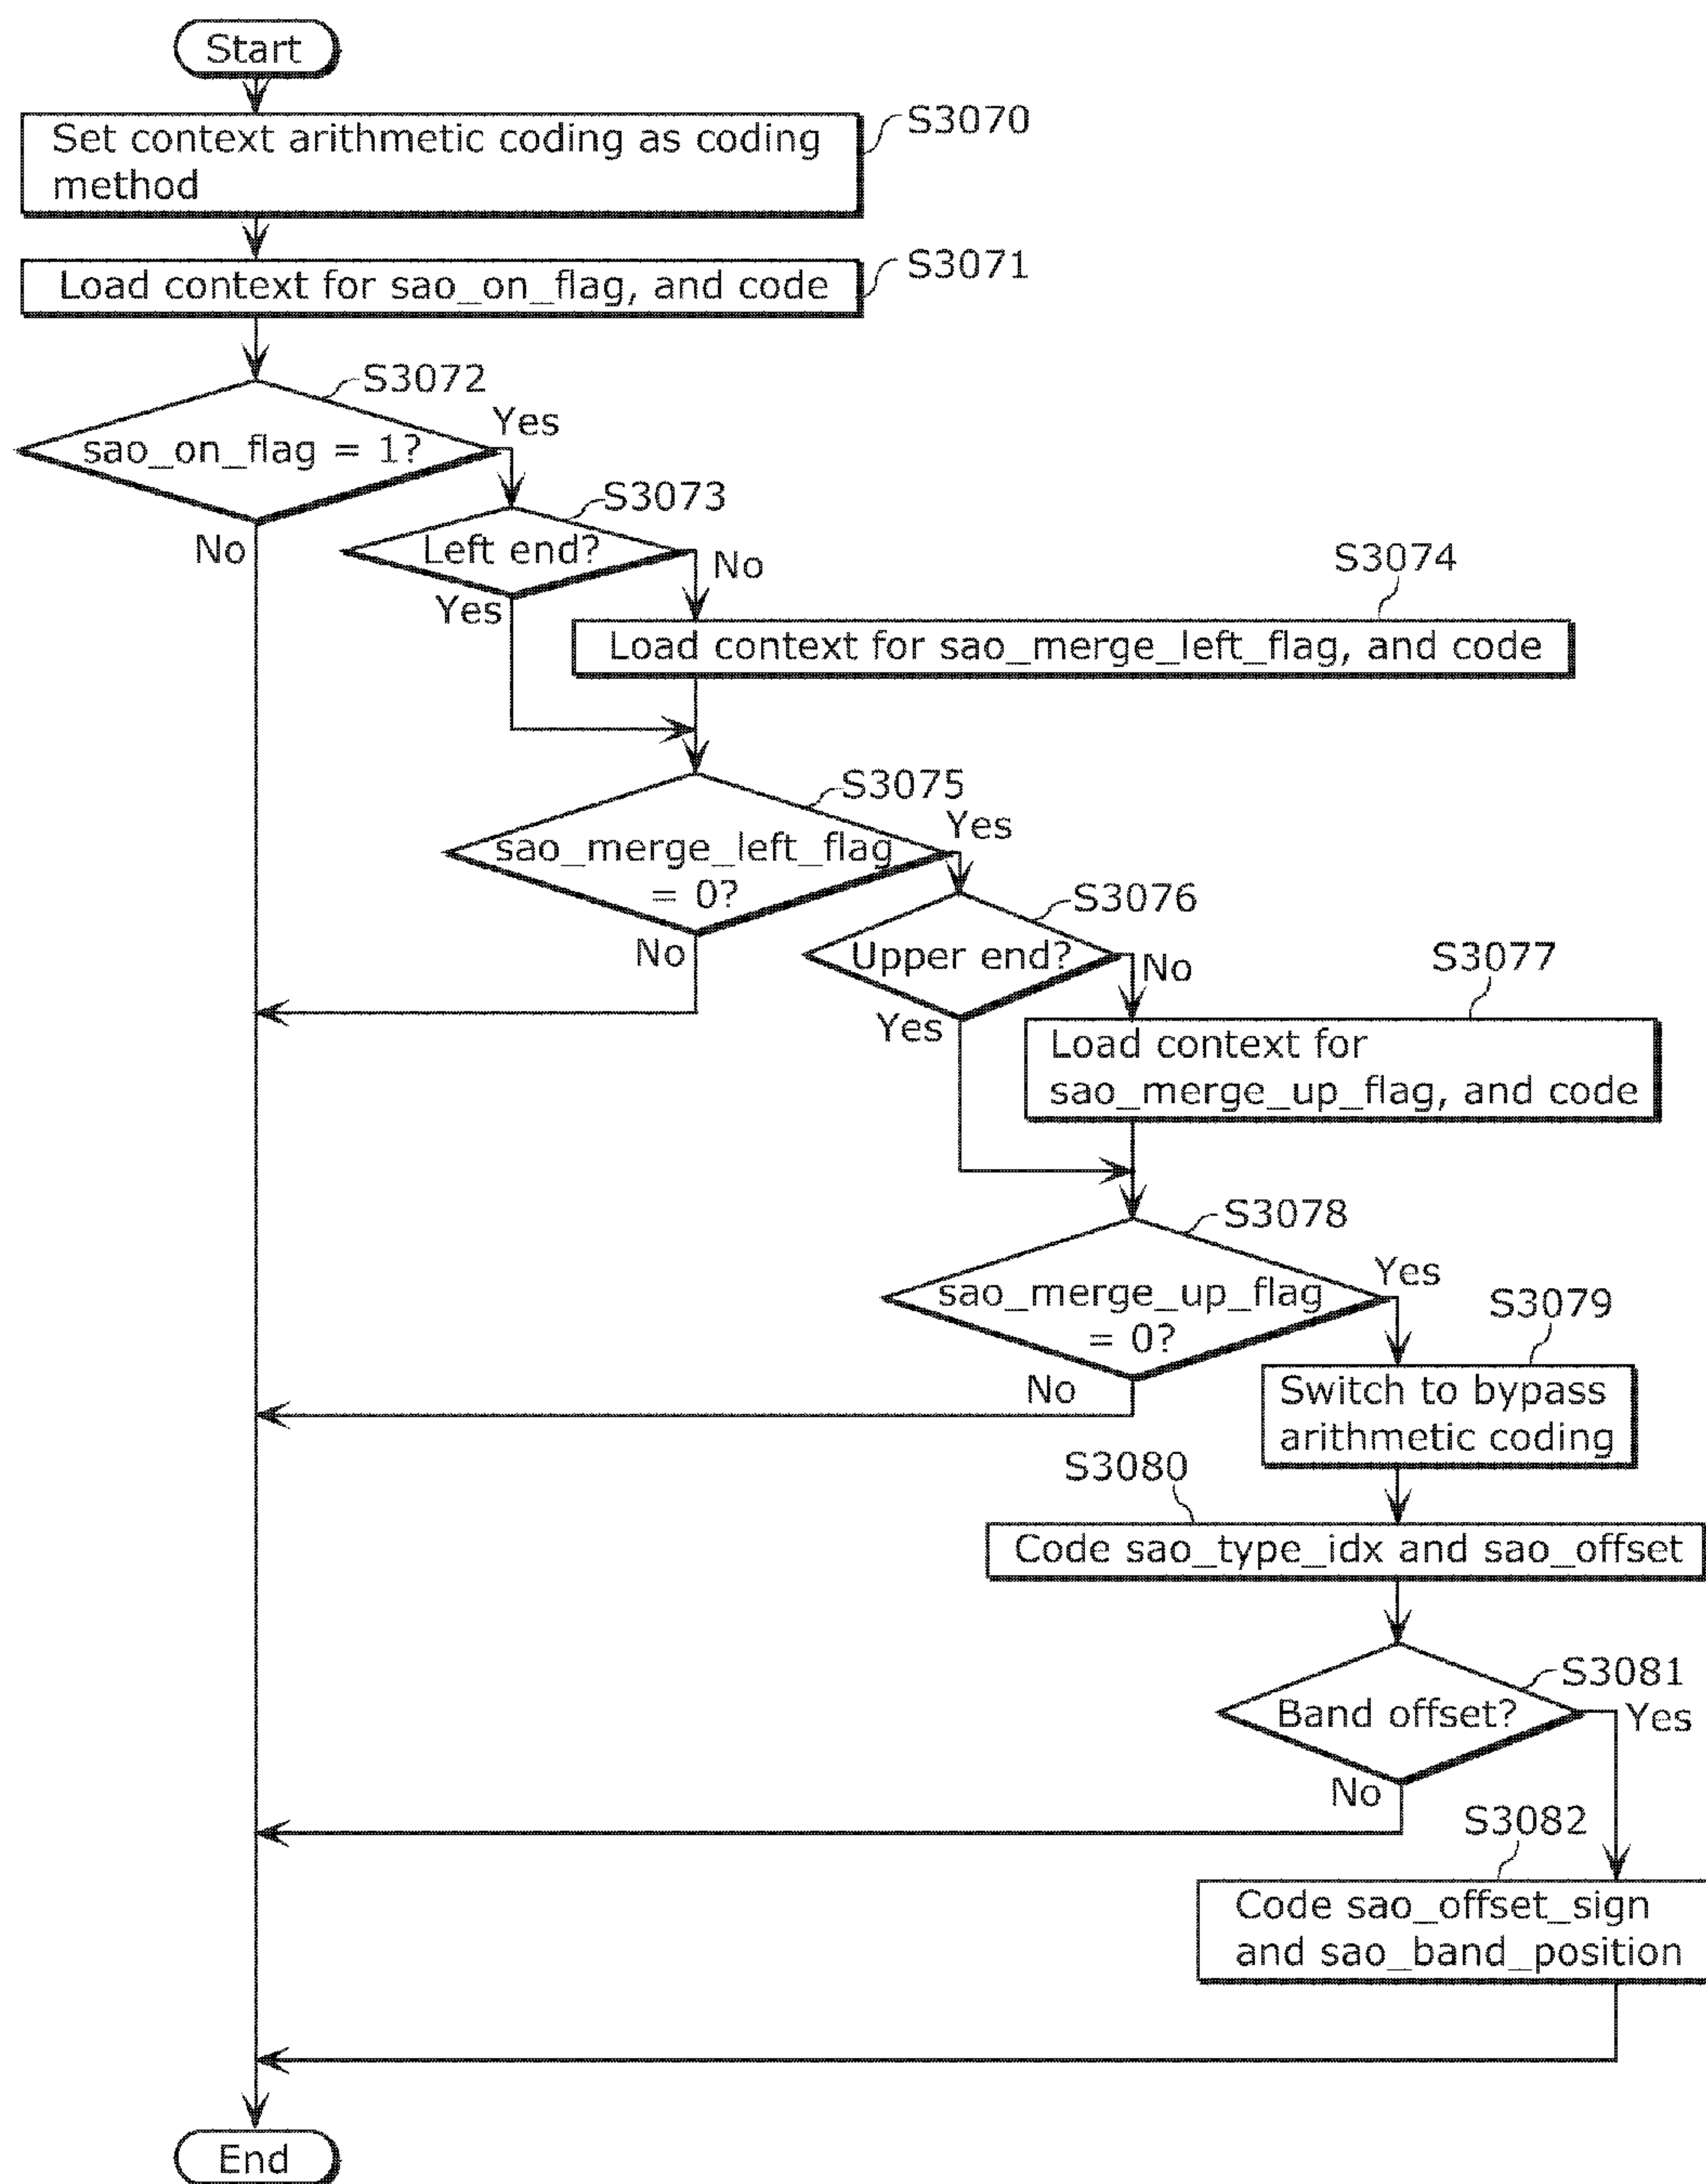 Start
S3070
Set context arithmetic coding as coding
method
S3071
Load context for sao_on_flag, and code
S3072
Yes
sao_on_flag = 1?
No
S3073
Left end?
No
Yes
S3074
Load context for sao_merge_left_flag, and code
S3075
Yes
sao_merge_left_flag
= 0?
No
S3076
Upper end?
No
Yes
S3077
Load context for
sao_merge_up_flag, and code
S3078
Yes
sao_merge_up_flag
= 0?
No
S3079
Switch to bypass
arithmetic coding
S3080
Code sao_type_idx and sao_offset
S3081
Band offset?
Yes
No
S3082
Code sao_offset_sign
and sao_band_position
End